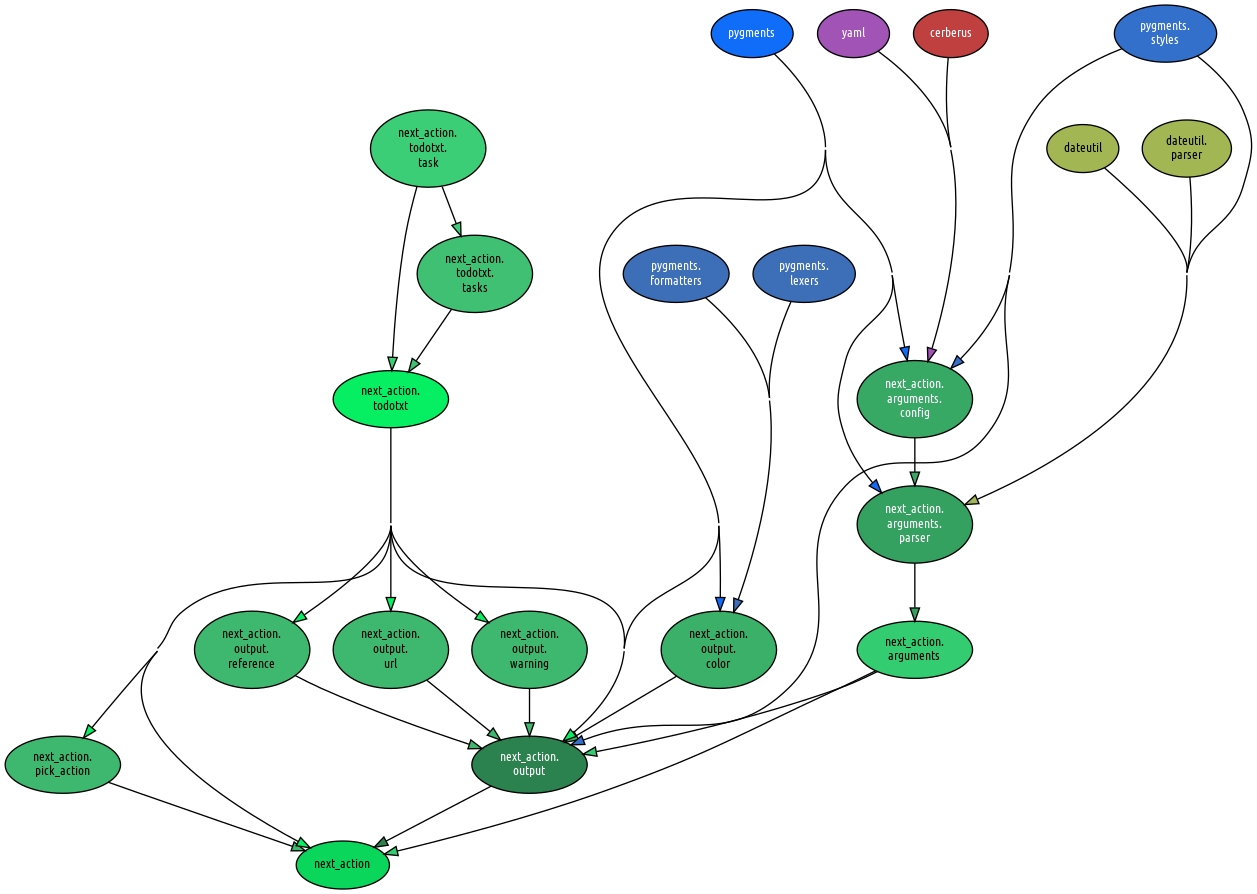 pygments
yaml
cerberus
pygments.
styles
next_action.
todotxt.
task
dateutil
dateutil.
parser
next_action.
todotxt.
tasks
pygments.
formatters
pygments.
lexers
next_action.
todotxt
next_action.
arguments.
config
next_action.
arguments.
parser
next_action.
output.
reference
next_action.
output.
url
next_action.
output.
warning
next_action.
output.
color
next_action.
arguments
next_action.
pick_action
next_action.
output
next_action